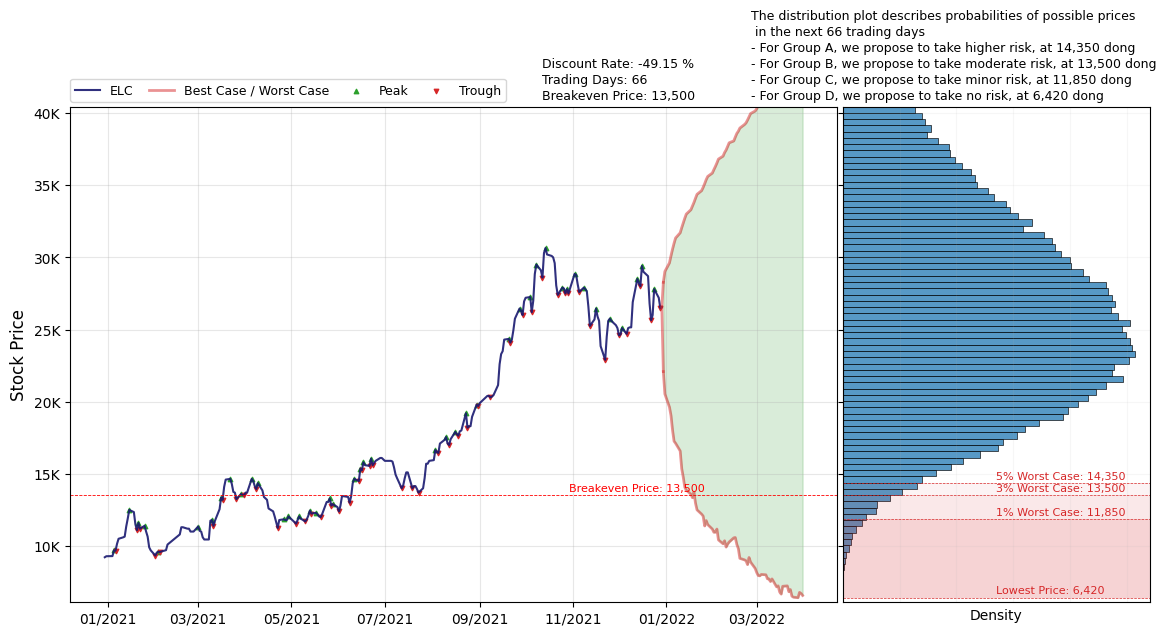 The distribution plot describes probabilities of possible prices
in the next 66 trading days
- For Group A, we propose to take higher risk, at 14,350 dong
- For Group B, we propose to take moderate risk, at 13,500 dong
- For Group C, we propose to take minor risk, at 11,850 dong
- For Group D, we propose to take no risk, at 6,420 dong
Discount Rate: -49.15 %
Trading Days: 66
Breakeven Price: 13,500
ELC
Best Case / Worst Case
Peak
Trough
Stock Price
40K
35K
30K
25K
20K
15K
10K
Breakeven Price: 13,500
01/2021
03/2021
05/2021
07/2021
09/2021
11/2021
01/2022
03/2022
5% Worst Case: 14,350
3% Worst Case: 13,500
1% Worst Case: 11,850
Lowest Price: 6,420
Density